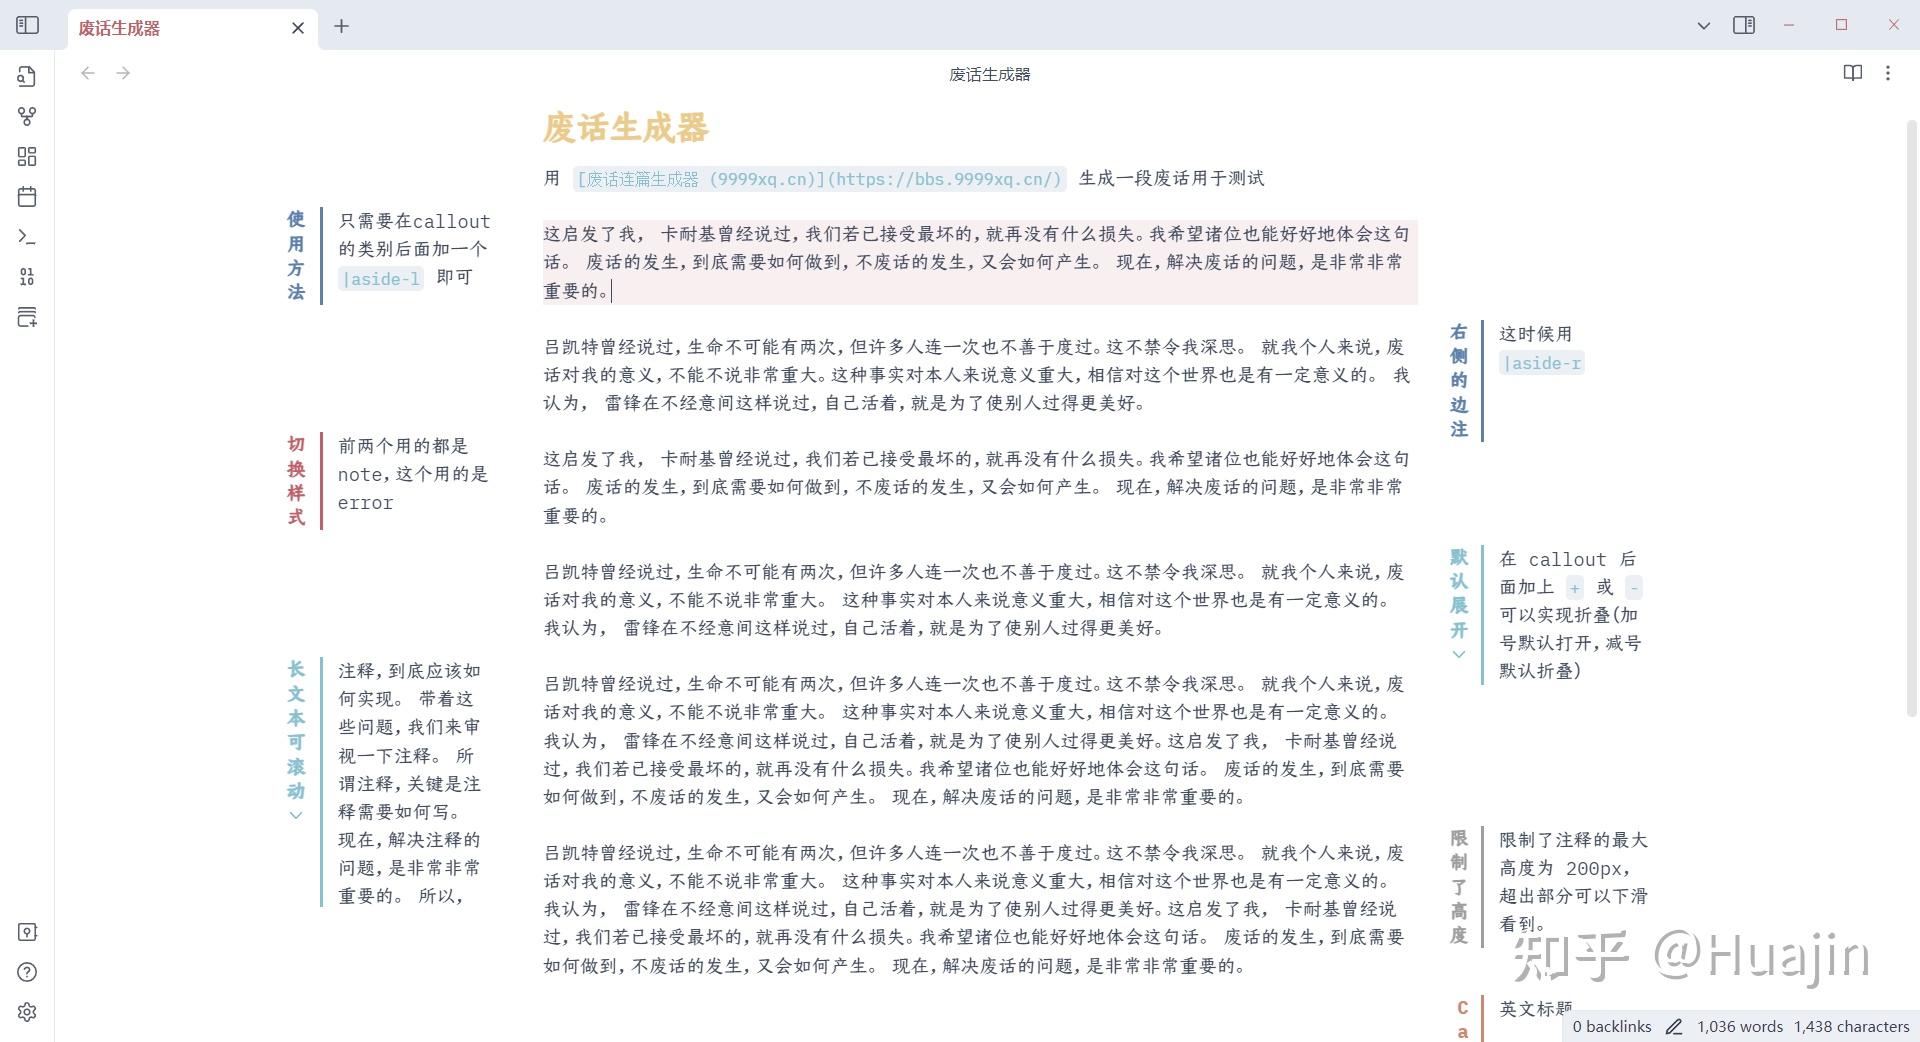 废话生成器
废话生成器
废话生成器
用 [废话连篇生成器 (9999xq.cn)](https://bbs.9999xq.cn/) 生成一段废话用于测试
使用方法
只需要在callout
的类别后面加一个
|aside-l 即可
这启发了我, 卡耐基曾经说过,我们若已接受最坏的,就再没有什么损失。我希望诸位也能好好地体会这句
话。 废话的发生,到底需要如何做到,不废话的发生,又会如何产生。 现在,解决废话的问题,是非常非常
重要的。
吕凯特曾经说过,生命不可能有两次,但许多人连一次也不善于度过。这不禁令我深思。 就我个人来说,废
话对我的意义,不能不说非常重大。这种事实对本人来说意义重大,相信对这个世界也是有一定意义的。 我
认为, 雷锋在不经意间这样说过,自己活着,就是为了使别人过得更美好。
右侧的边注
这时候用
|aside-r
切换样式
前两个用的都是
note,这个用的是
error
这启发了我, 卡耐基曾经说过,我们若已接受最坏的,就再没有什么损失。我希望诸位也能好好地体会这句
话。 废话的发生,到底需要如何做到,不废话的发生,又会如何产生。 现在,解决废话的问题,是非常非常
重要的。
吕凯特曾经说过,生命不可能有两次,但许多人连一次也不善于度过。这不禁令我深思。 就我个人来说,废
话对我的意义,不能不说非常重大。 这种事实对本人来说意义重大,相信对这个世界也是有一定意义的。
我认为, 雷锋在不经意间这样说过,自己活着,就是为了使别人过得更美好。
默认展开
在 callout 后
面加上 + 或 -
可以实现折叠(加
号默认打开,减号
默认折叠)
长文本可滚动
注释,到底应该如
何实现。 带着这
些问题,我们来审
视一下注释。 所
谓注释,关键是注
释需要如何写。
现在,解决注释的
问题,是非常非常
重要的。 所以,
吕凯特曾经说过,生命不可能有两次,但许多人连一次也不善于度过。这不禁令我深思。 就我个人来说,废
话对我的意义,不能不说非常重大。 这种事实对本人来说意义重大,相信对这个世界也是有一定意义的。
我认为, 雷锋在不经意间这样说过,自己活着,就是为了使别人过得更美好。这启发了我, 卡耐基曾经说
过,我们若已接受最坏的,就再没有什么损失。我希望诸位也能好好地体会这句话。 废话的发生,到底需要
如何做到,不废话的发生,又会如何产生。 现在,解决废话的问题,是非常非常重要的。
吕凯特曾经说过,生命不可能有两次,但许多人连一次也不善于度过。这不禁令我深思。 就我个人来说,废
话对我的意义,不能不说非常重大。 这种事实对本人来说意义重大,相信对这个世界也是有一定意义的。
我认为, 雷锋在不经意间这样说过,自己活着,就是为了使别人过得更美好。这启发了我, 卡耐基曾经说
过,我们若已接受最坏的,就再没有什么损失。我希望诸位也能好好地体会这句话。 废话的发生,到底需要
如何做到,不废话的发生,又会如何产生。 现在,解决废话的问题,是非常非常重要的。
限制了高度
限制了注释的最大
高度为 200px,
超出部分可以下滑
看到。
知乎 @Huajin
Ca
英文标题
0 backlinks 1,036 words 1,438 characters